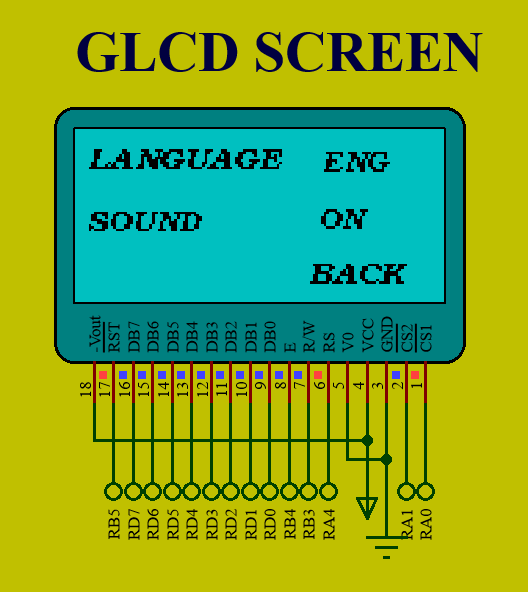 GLCD SCREEN
LANGUAGE ENG
SOUND ON
BACK
-Vout RST DB7 DB6 DB5 DB4 DB3 DB2 DB1 DB0 E R/W RS V0 VCC GND CS2 CS1
18 17 16 15 14 13 12 11 10 9 8 7 6 5 4 3 2 1
RB5 RD7 RD6 RD5 RD4 RD3 RD2 RD1 RD0 RB4 RB3 RA4 RA1 RA0